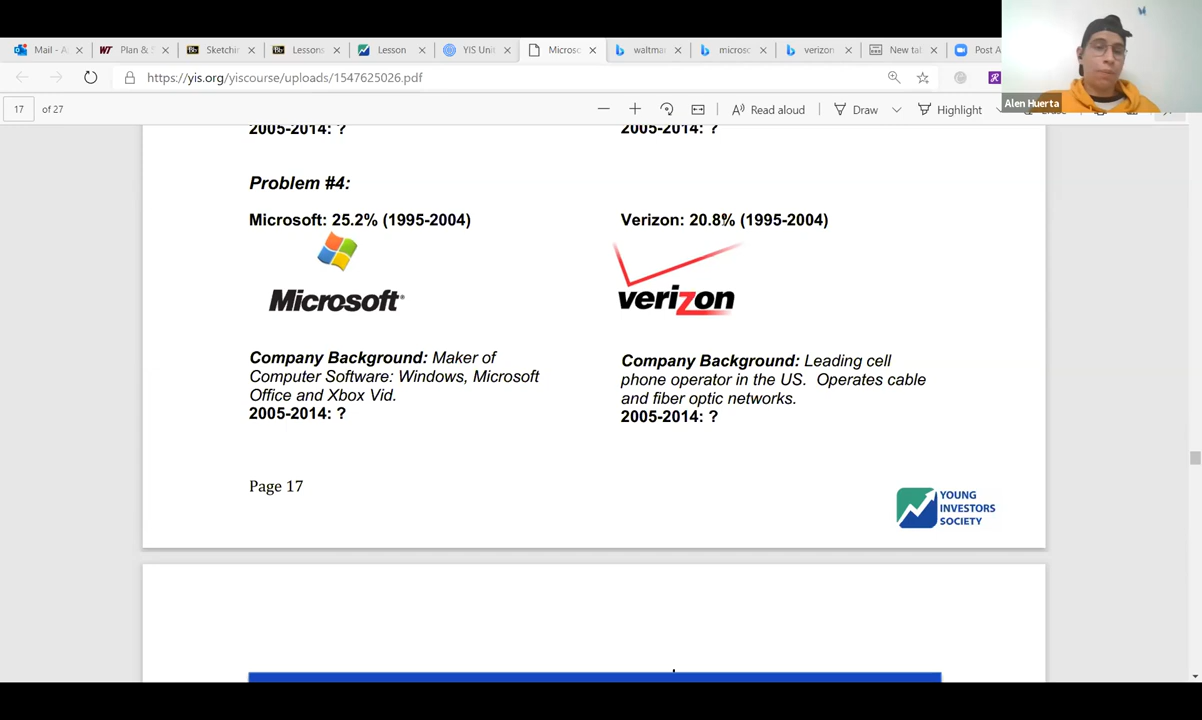 Mail - A
Plan & S
Sketchin
Lessons
Lesson
YIS Unit
Microso
waltma
microsc
verizon
New tal
Post A
https://yis.org/yiscourse/uploads/1547625026.pdf
Alen Huerta
17 of 27
Read aloud
Draw
Highlight
2005-2014: ?
2005-2014: ?
Problem #4:
Microsoft: 25.2% (1995-2004)
Verizon: 20.8% (1995-2004)
Microsoft
verizon
Company Background: Maker of
Computer Software: Windows, Microsoft
Office and Xbox Vid.
2005-2014: ?
Company Background: Leading cell
phone operator in the US. Operates cable
and fiber optic networks.
2005-2014: ?
Page 17
YOUNG
INVESTORS
SOCIETY